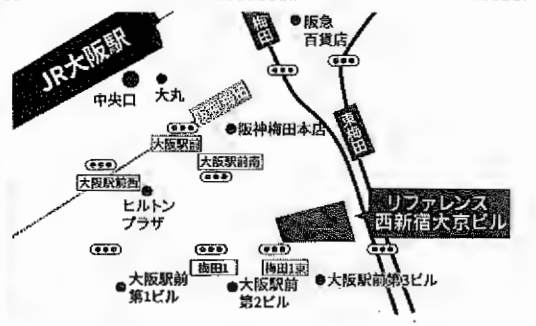 JR大阪駅
梅田
阪急
百貨店
中央口
大丸
東梅田
阪神梅田本店
大阪駅前
大阪駅前南
大阪駅前西
ヒルトン
プラザ
リファレンス
西新宿大京ビル
梅田1
梅田1東
大阪駅前
第1ビル
大阪駅前
第2ビル
大阪駅前第3ビル